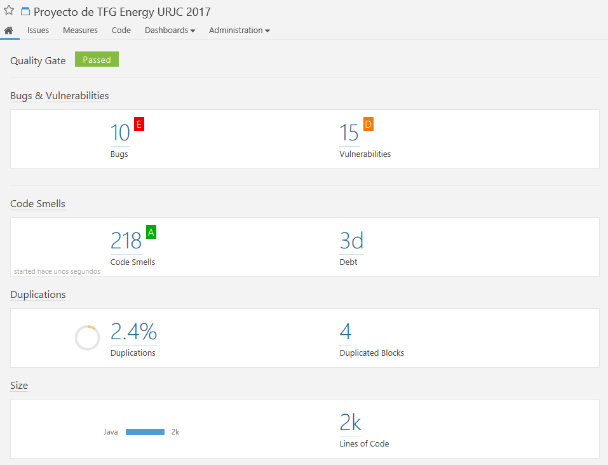 Proyecto de TFG Energy URJC 2017
Issues Measures Code Dashboards Administration
Quality Gate Passed
Bugs & Vulnerabilities
10 E 15 D
Bugs Vulnerabilities
Code Smells
218 A 3d
Code Smells Debt
started hace unos segundos
Duplications
2.4% 4
Duplications Duplicated Blocks
Size
Java 2k 2k
Lines of Code